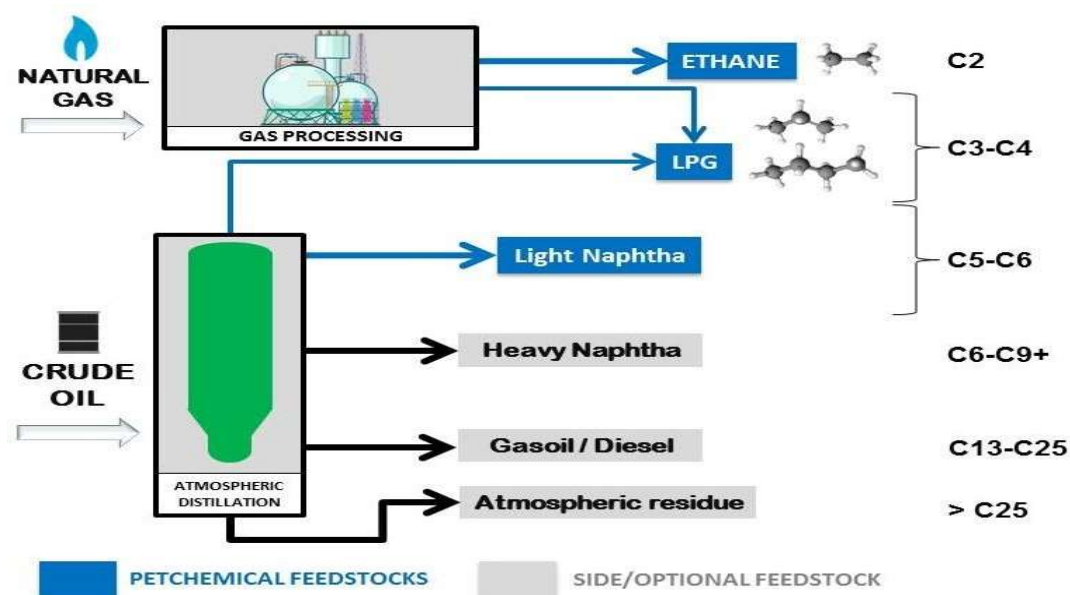 NATURAL
GAS
GAS PROCESSING
ETHANE
C2
LPG
C3-C4
Light Naphtha
C5-C6
CRUDE
OIL
Heavy Naphtha
C6-C9+
Gasoil / Diesel
C13-C25
ATMOSPHERIC
DISTILLATION
Atmospheric residue
> C25
PETCHEMICAL FEEDSTOCKS
SIDE/OPTIONAL FEEDSTOCK